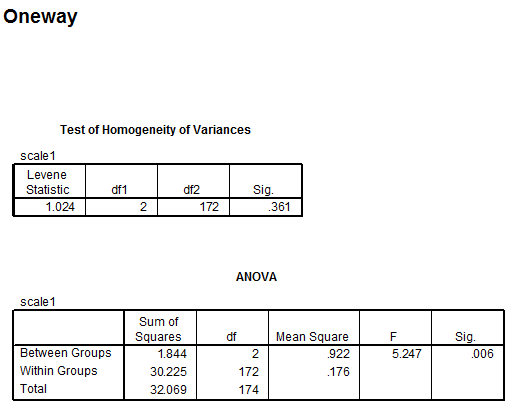 Oneway
Test of Homogeneity of Variances
scale1
Levene Statistic df1 df2 Sig.
1.024 2 172 .361
ANOVA
scale1
Sum of Squares df Mean Square F Sig.
Between Groups 1.844 2 .922 5.247 .006
Within Groups 30.225 172 .176
Total 32.069 174